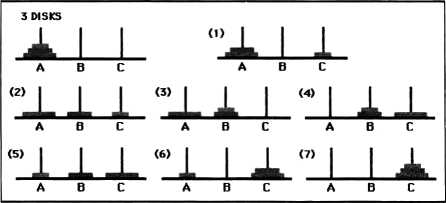 3 DISKS
A B C
(1)
A B C
(2)
A B C
(3)
A B C
(4)
A B C
(5)
A B C
(6)
A B C
(7)
A B C